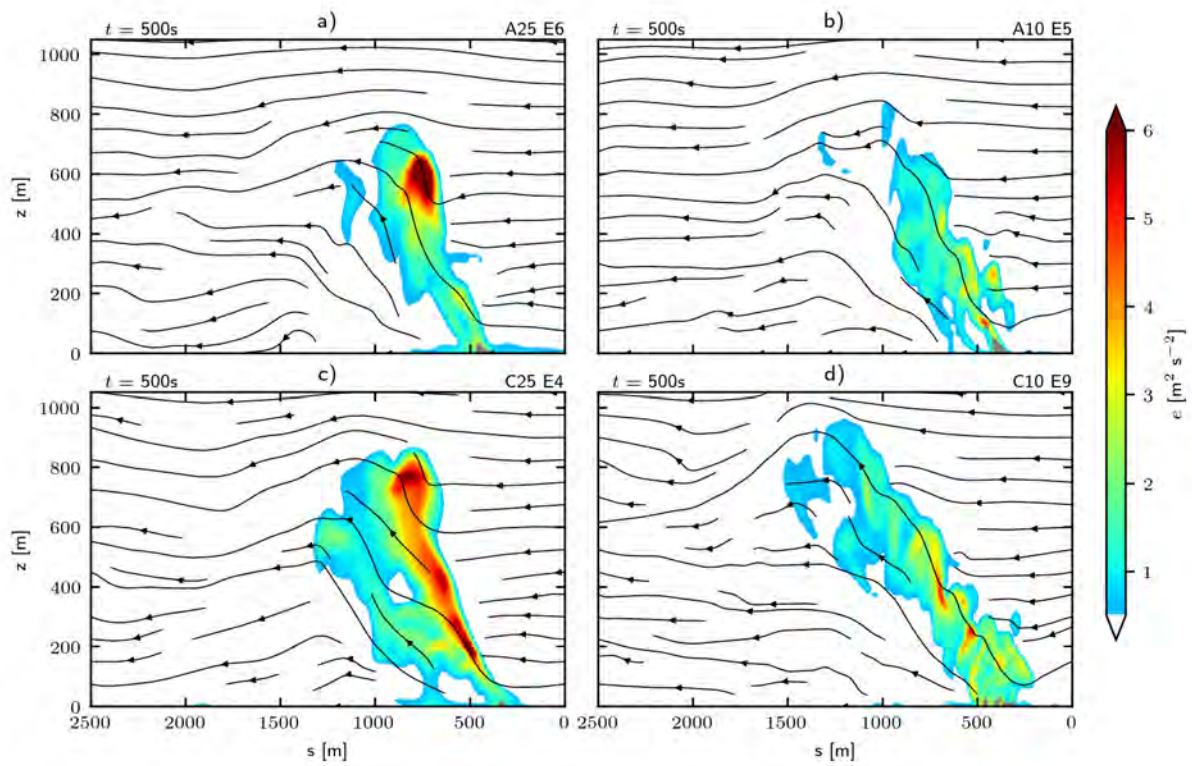 a)
b)
t = 500s
A25 E6
t = 500s
A10 E5
1000
800
600
400
200
0
z [m]
6
5
4
3
2
1
e [m² s⁻²]
c)
d)
t = 500s
C25 E4
t = 500s
C10 E9
1000
800
600
400
200
0
z [m]
2500 2000 1500 1000 500 0
2500 2000 1500 1000 500 0
s [m]
s [m]